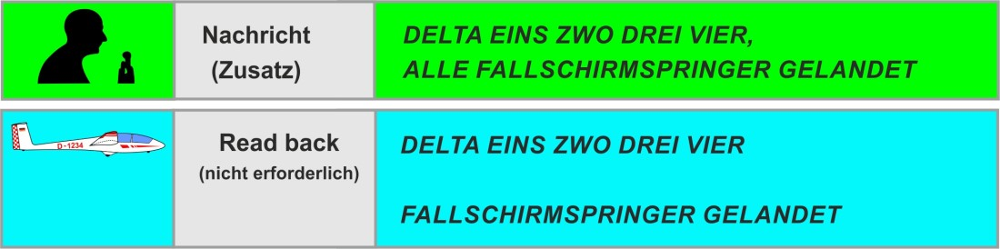 Nachricht
(Zusatz)
DELTA EINS ZWO DREI VIER,
ALLE FALLSCHIRMSPRINGER GELANDET
D-1234
Read back
(nicht erforderlich)
DELTA EINS ZWO DREI VIER
FALLSCHIRMSPRINGER GELANDET